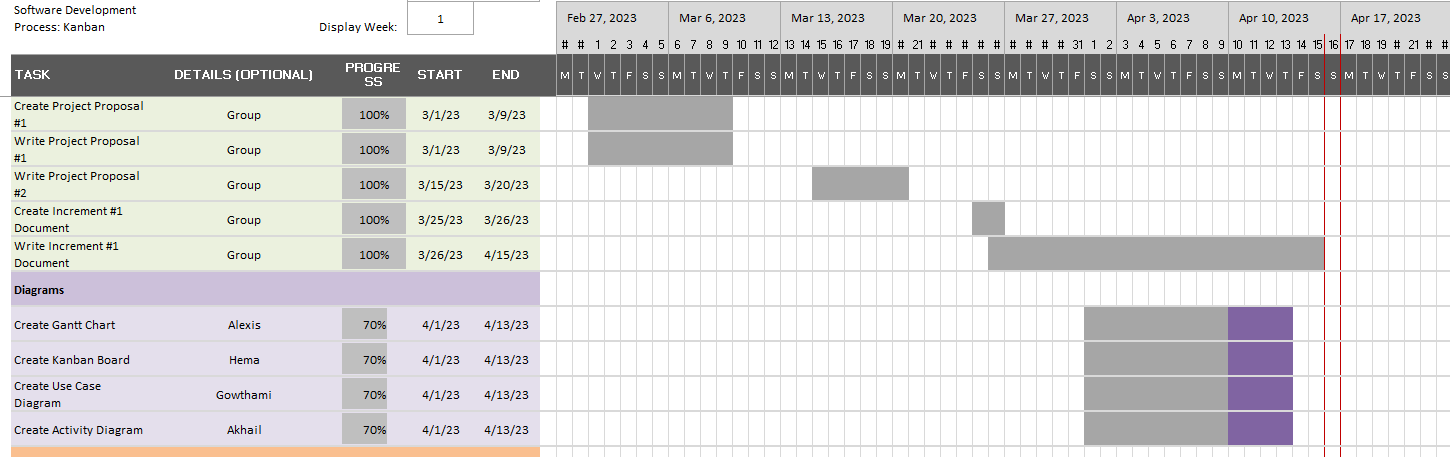 Software Development
Process: Kanban
Display Week: 1
Feb 27, 2023 Mar 6, 2023 Mar 13, 2023 Mar 20, 2023 Mar 27, 2023 Apr 3, 2023 Apr 10, 2023 Apr 17, 2023
# # 1 2 3 4 5 6 7 8 9 10 11 12 13 14 15 16 17 18 19 # 21 # # # # # # # # # 31 1 2 3 4 5 6 7 8 9 10 11 12 13 14 15 16 17 18 19 # 21 # #
TASK DETAILS (OPTIONAL) PROGRE
SS START END M T W T F S S M T W T F S S M T W T F S S M T W T F S S M T W T F S S M T W T F S S M T W T F S S M T W T F S S
Create Project Proposal
#1 Group 100% 3/1/23 3/9/23
Write Project Proposal
#1 Group 100% 3/1/23 3/9/23
Write Project Proposal
#2 Group 100% 3/15/23 3/20/23
Create Increment #1
Document Group 100% 3/25/23 3/26/23
Write Increment #1
Document Group 100% 3/26/23 4/15/23
Diagrams
Create Gantt Chart Alexis 70% 4/1/23 4/13/23
Create Kanban Board Hema 70% 4/1/23 4/13/23
Create Use Case
Diagram Gowthami 70% 4/1/23 4/13/23
Create Activity Diagram Akhail 70% 4/1/23 4/13/23